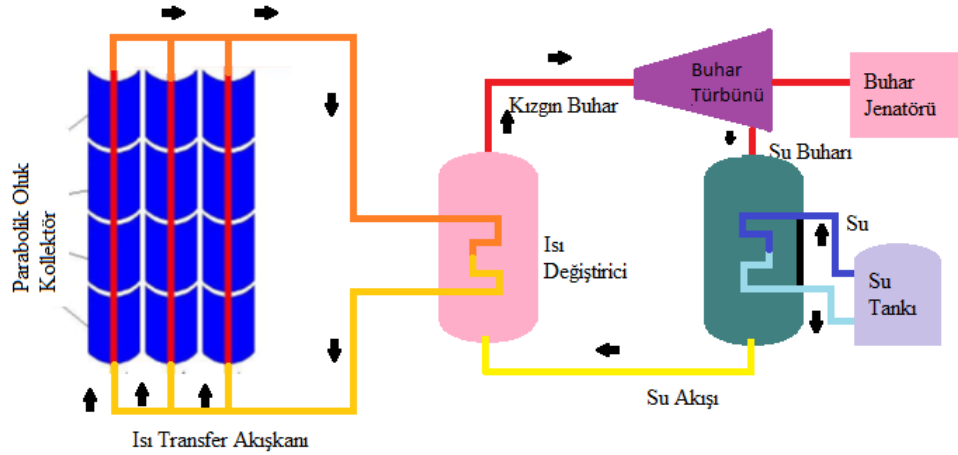 Parabolik Oluk
Kollektör
Isı Transfer Akışkanı
Kızgın Buhar
Isı
Değiştirici
Buhar
Türbünü
Buhar
Jenatörü
Su Buharı
Su
Su
Tankı
Su Akışı